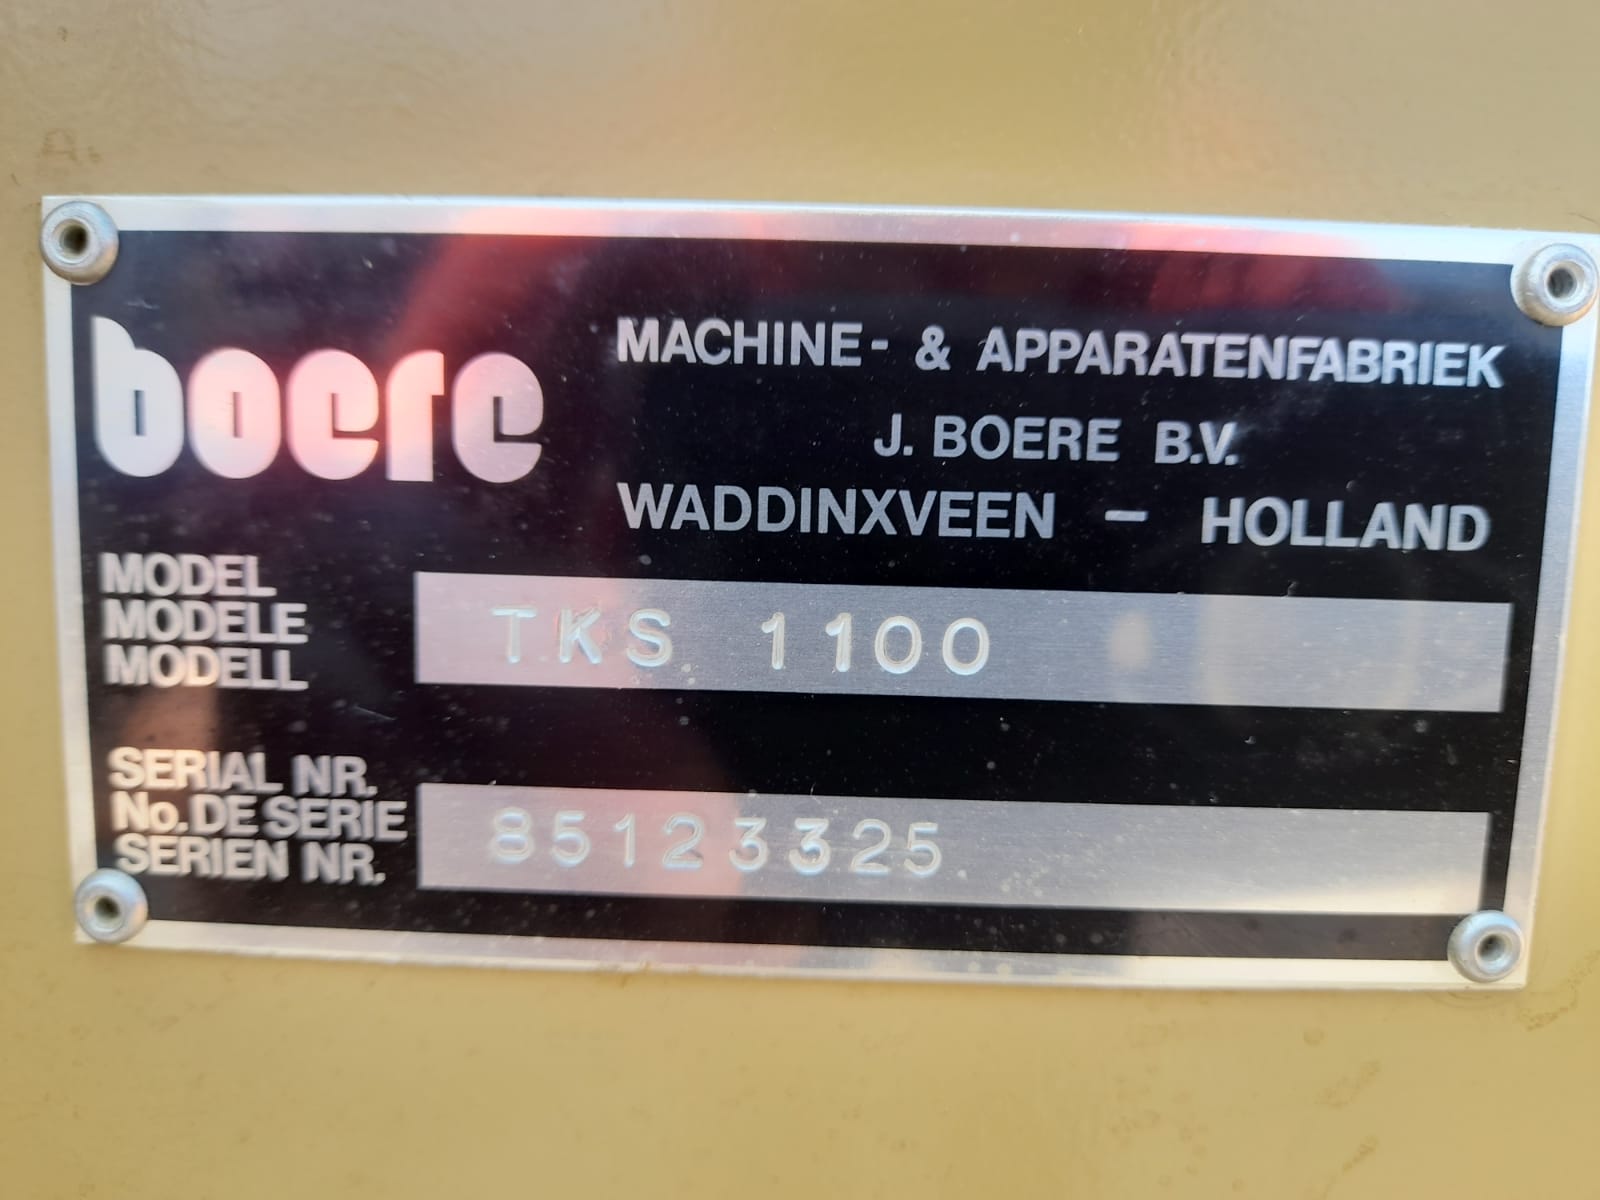 boere
MACHINE- & APPARATENFABRIEK
J. BOERE B.V.
WADDINXVEEN - HOLLAND
MODEL
MODELE
MODELL
TKS 1100
SERIAL NR.
No. DE SERIE
SERIEN NR.
85123325